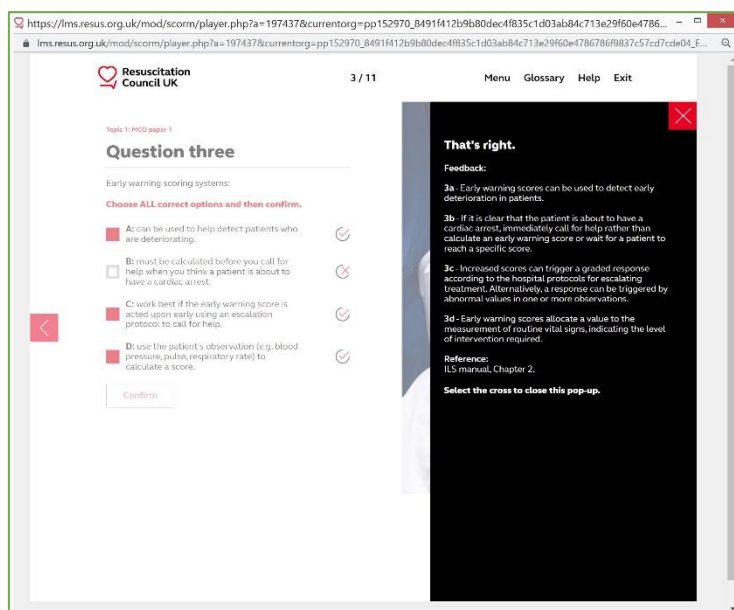 https://lms.resus.org.uk/mod/scorm/player.php?a=197437&currentorg=pp152970_8491f412b9b80dec4f835c1d03ab84c713e29f60e4786...
lms.resus.org.uk/mod/scorm/player.php?a=197437&currentorg=pp152970_8491f412b9b80dec4f835c1d03ab84c713e29f60e4786786f9837c57cd7cde04_E...
Resuscitation
Council UK
3 / 11
Menu Glossary Help Exit
Topic 1: MCQ paper 1
Question three
Early warning scoring systems:
Choose ALL correct options and then confirm.
A: can be used to help detect patients who
are deteriorating.
B: must be calculated before you call for
help when you think a patient is about to
have a cardiac arrest.
C: work best if the early warning score is
acted upon early using an escalation
protocol to call for help.
D: use the patient's observation (e.g. blood
pressure, pulse, respiratory rate) to
calculate a score.
Confirm
That's right.
Feedback:
3a - Early warning scores can be used to detect early
deterioration in patients.
3b - If it is clear that the patient is about to have a
cardiac arrest, immediately call for help rather than
calculate an early warning score or wait for a patient to
reach a specific score.
3c - Increased scores can trigger a graded response
according to the hospital protocols for escalating
treatment. Alternatively, a response can be triggered by
abnormal values in one or more observations.
3d - Early warning scores allocate a value to the
measurement of routine vital signs, indicating the level
of intervention required.
Reference:
ILS manual, Chapter 2.
Select the cross to close this pop-up.